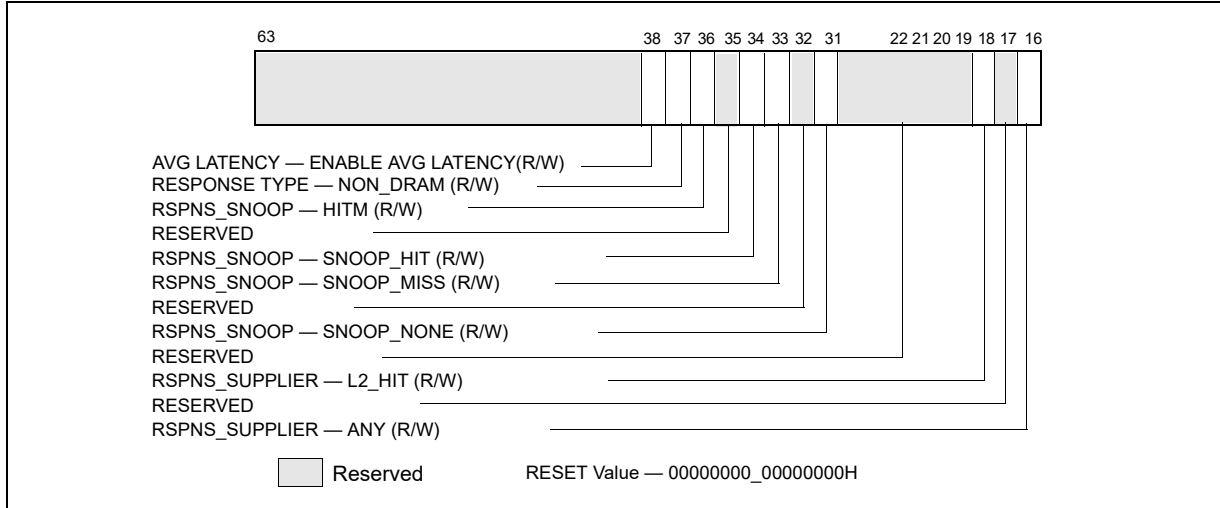 63 38 37 36 35 34 33 32 31 22 21 20 19 18 17 16
AVG LATENCY — ENABLE AVG LATENCY(R/W)
RESPONSE TYPE — NON_DRAM (R/W)
RSPNS_SNOOP — HITM (R/W)
RESERVED
RSPNS_SNOOP — SNOOP_HIT (R/W)
RSPNS_SNOOP — SNOOP_MISS (R/W)
RESERVED
RSPNS_SNOOP — SNOOP_NONE (R/W)
RESERVED
RSPNS_SUPPLIER — L2_HIT (R/W)
RESERVED
RSPNS_SUPPLIER — ANY (R/W)
Reserved RESET Value — 00000000_00000000H